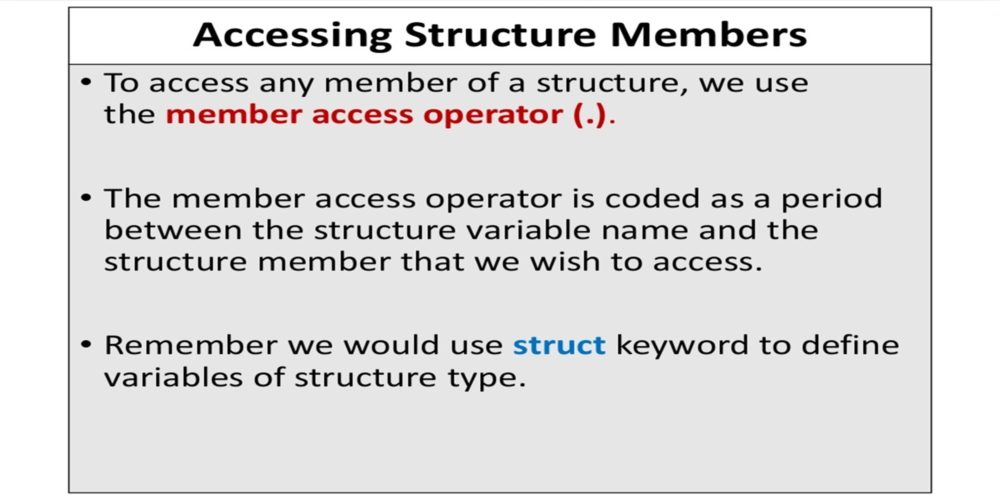 Accessing Structure Members
• To access any member of a structure, we use
the member access operator (.).
• The member access operator is coded as a period
between the structure variable name and the
structure member that we wish to access.
• Remember we would use struct keyword to define
variables of structure type.